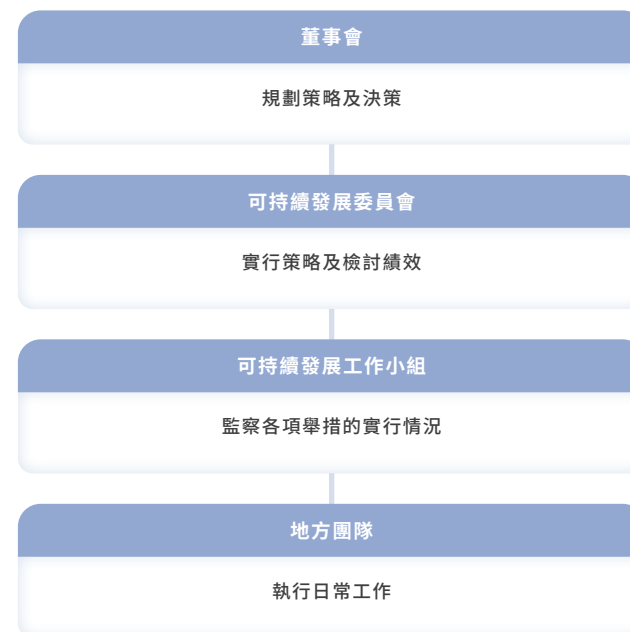 董事會
規劃策略及決策
可持續發展委員會
實行策略及檢討績效
可持續發展工作小組
監察各項舉措的實行情況
地方團隊
執行日常工作